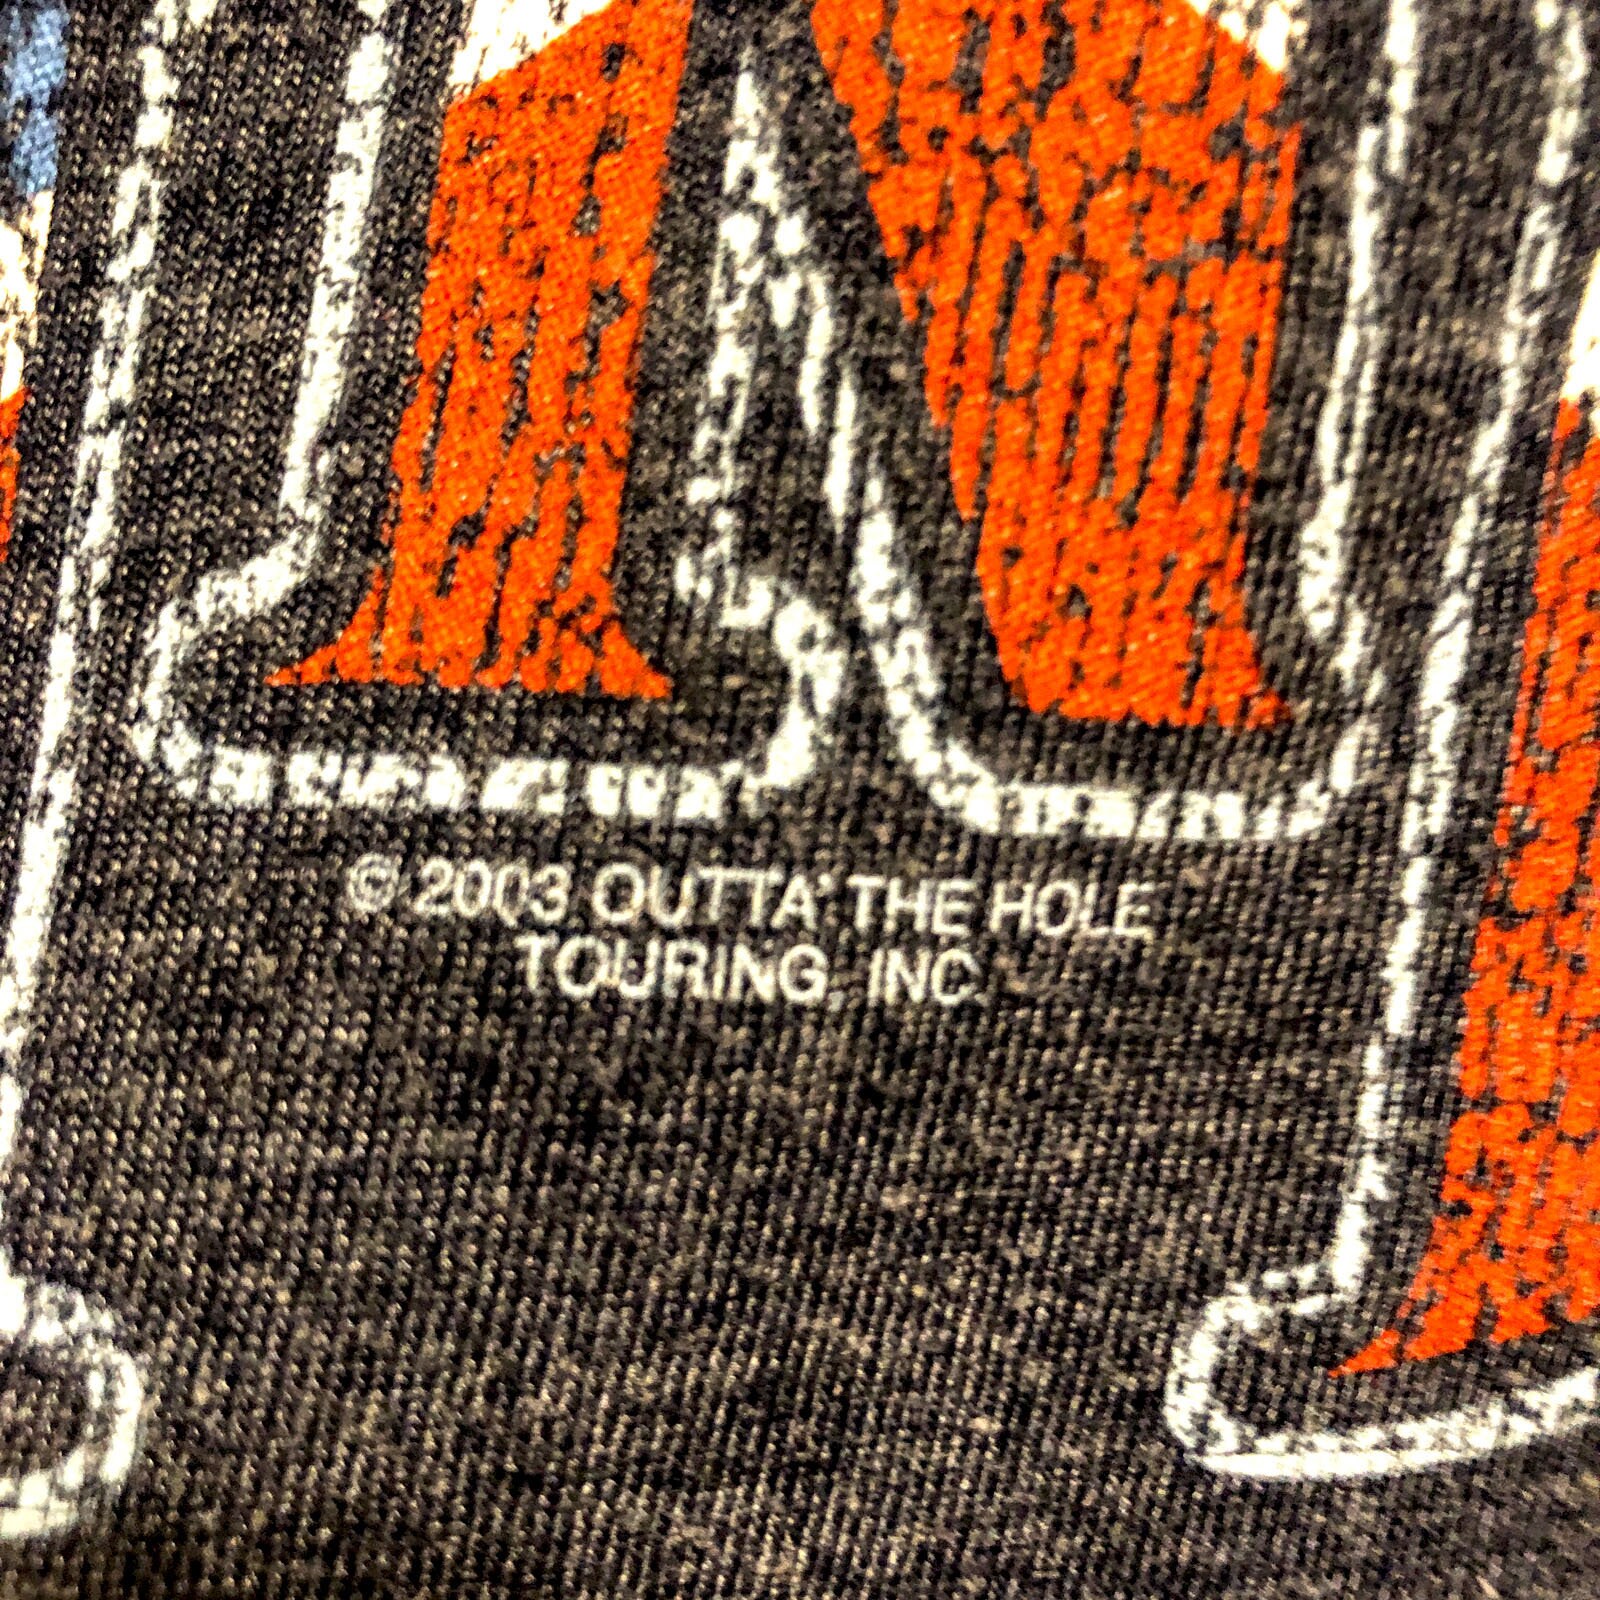 © 2003 OUTTA' THE HOLE
TOURING, INC.